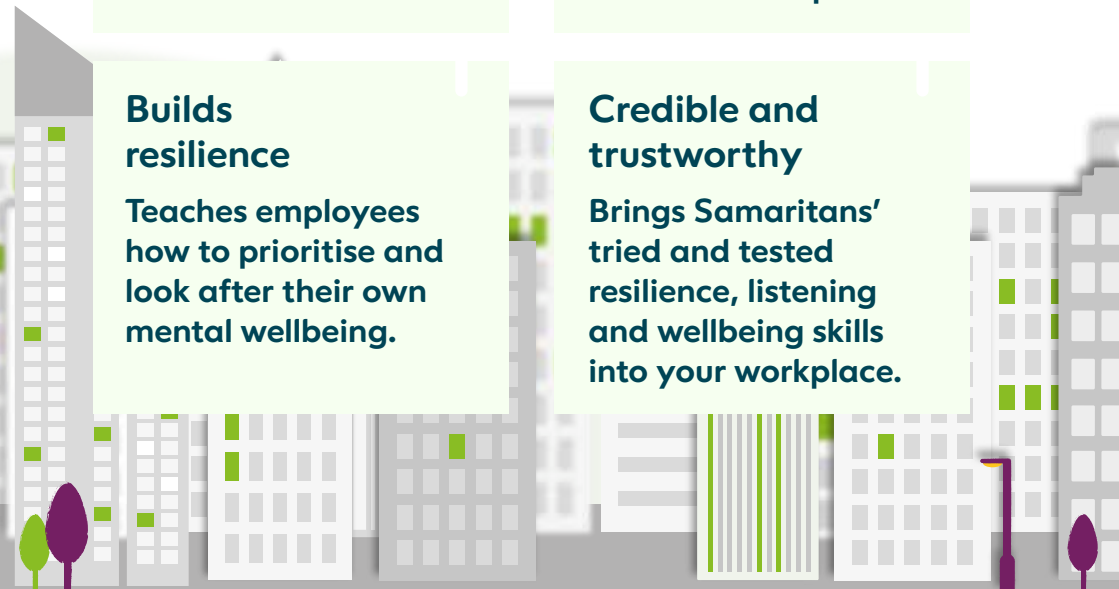 Builds
resilience
Teaches employees
how to prioritise and
look after their own
mental wellbeing.
Credible and
trustworthy
Brings Samaritans’
tried and tested
resilience, listening
and wellbeing skills
into your workplace.